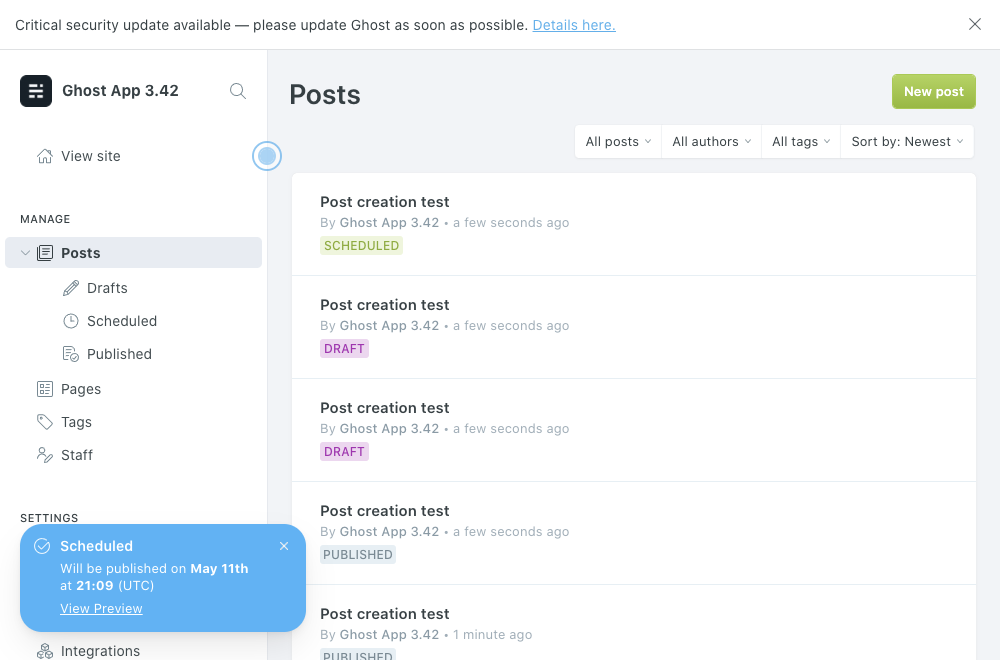 Critical security update available — please update Ghost as soon as possible. Details here.
Ghost App 3.42
View site
MANAGE
Posts
Drafts
Scheduled
Published
Pages
Tags
Staff
SETTINGS
Scheduled
Will be published on May 11th
at 21:09 (UTC)
View Preview
Integrations
Posts
New post
All posts
All authors
All tags
Sort by: Newest
Post creation test
By Ghost App 3.42 • a few seconds ago
SCHEDULED
Post creation test
By Ghost App 3.42 • a few seconds ago
DRAFT
Post creation test
By Ghost App 3.42 • a few seconds ago
DRAFT
Post creation test
By Ghost App 3.42 • a few seconds ago
PUBLISHED
Post creation test
By Ghost App 3.42 • 1 minute ago
PUBLISHED